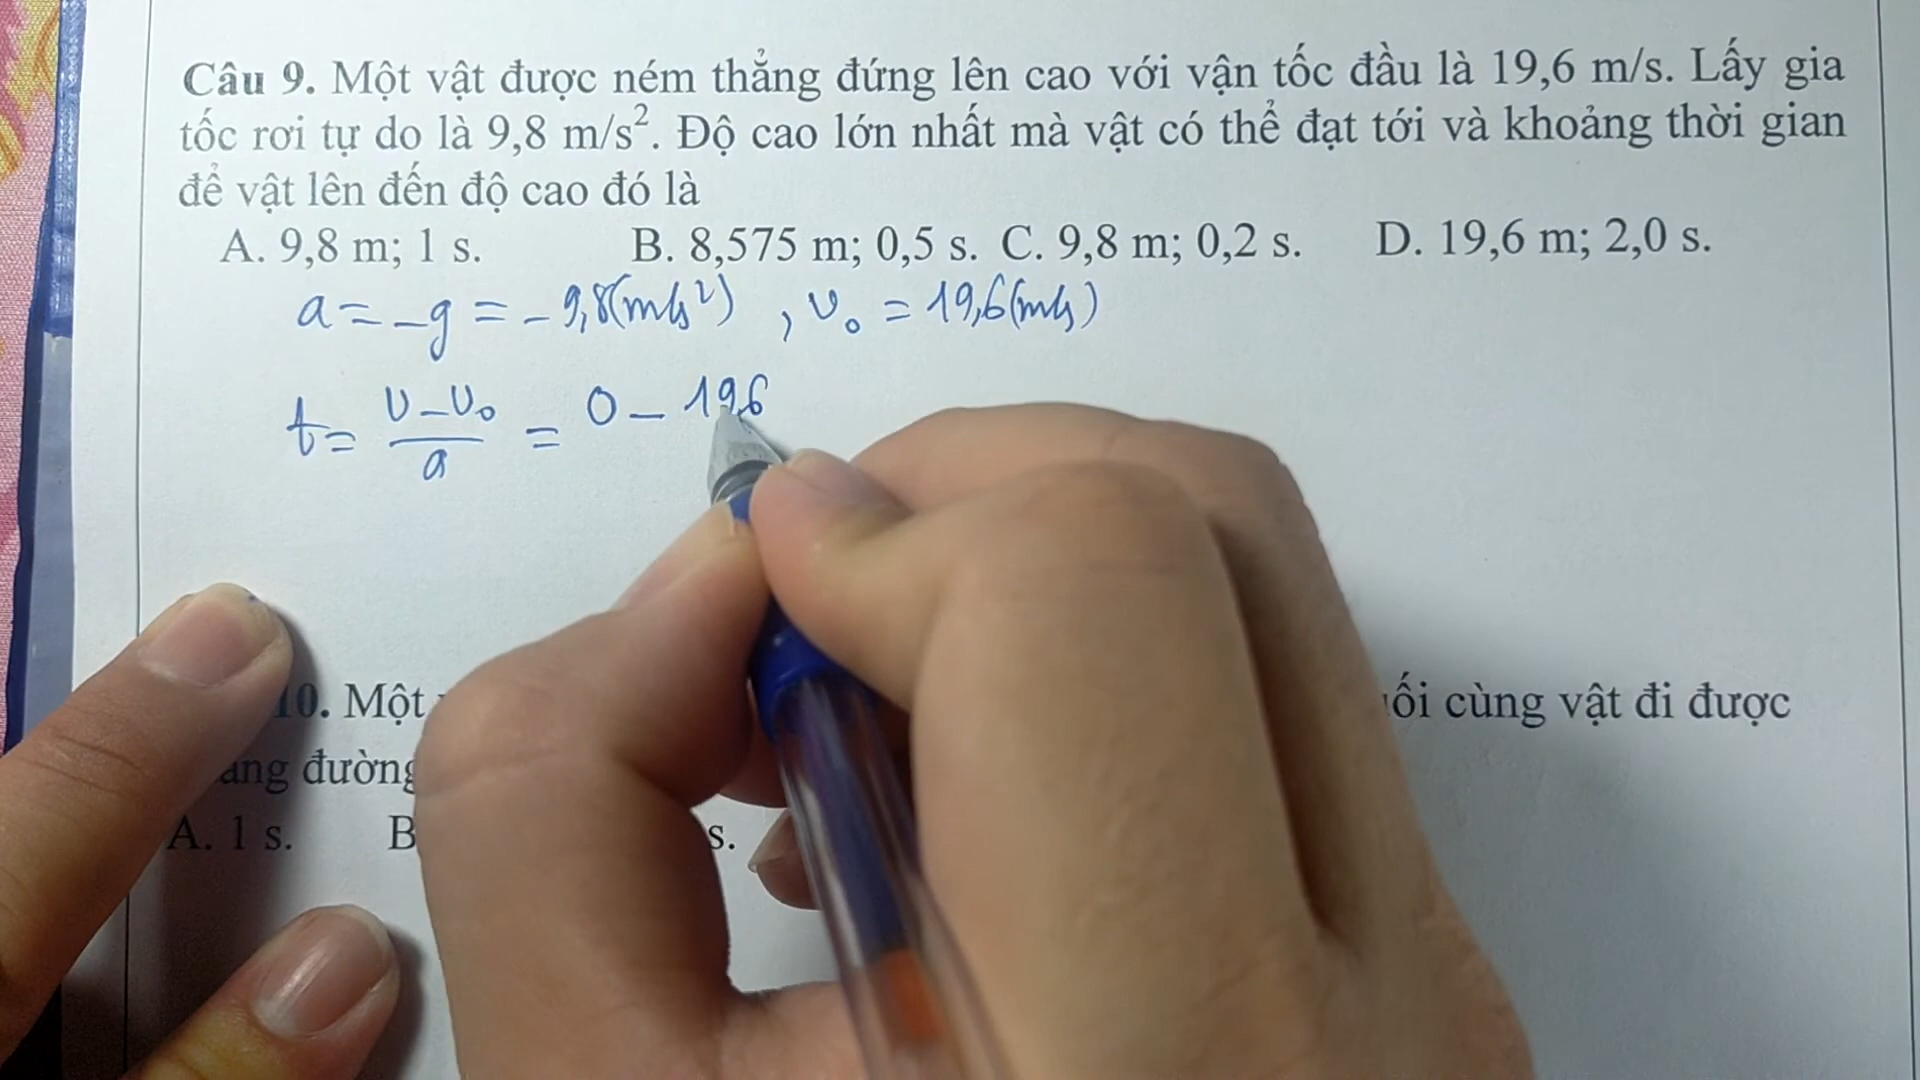 Câu 9. Một vật được ném thẳng đứng lên cao với vận tốc đầu là 19,6 m/s. Lấy gia
tốc rơi tự do là 9,8 m/s². Độ cao lớn nhất mà vật có thể đạt tới và khoảng thời gian
để vật lên đến độ cao đó là
A. 9,8 m; 1 s. B. 8,575 m; 0,5 s. C. 9,8 m; 0,2 s. D. 19,6 m; 2,0 s.
a = -g = -9,8(m/s²), v₀ = 19,6(m/s)
t = (v - v₀)/a = 0 - 19,6
10. Một ối cùng vật đi được
đường
A. 1 s. B s.